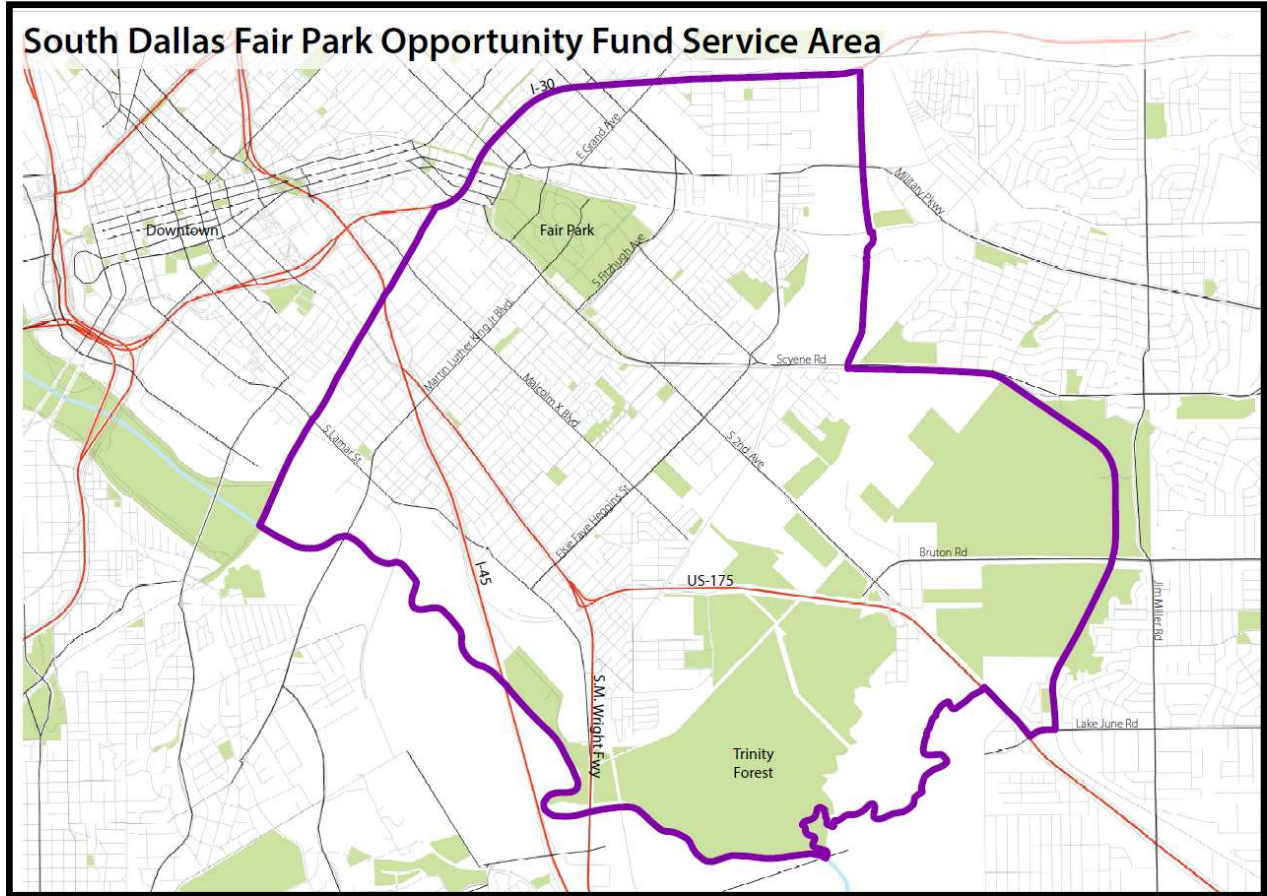 South Dallas Fair Park Opportunity Fund Service Area
I-30
E Grand Ave
Military Pkwy
Downtown
Fair Park
S Fitzhugh Ave
Martin Luther King Jr Blvd
Scyene Rd
Malcolm X Blvd
S Lamar St
S 2nd Ave
Elsie Faye Heggins St
Bruton Rd
I-45
US-175
Jim Miller Rd
S.M. Wright Fwy
Lake June Rd
Trinity
Forest